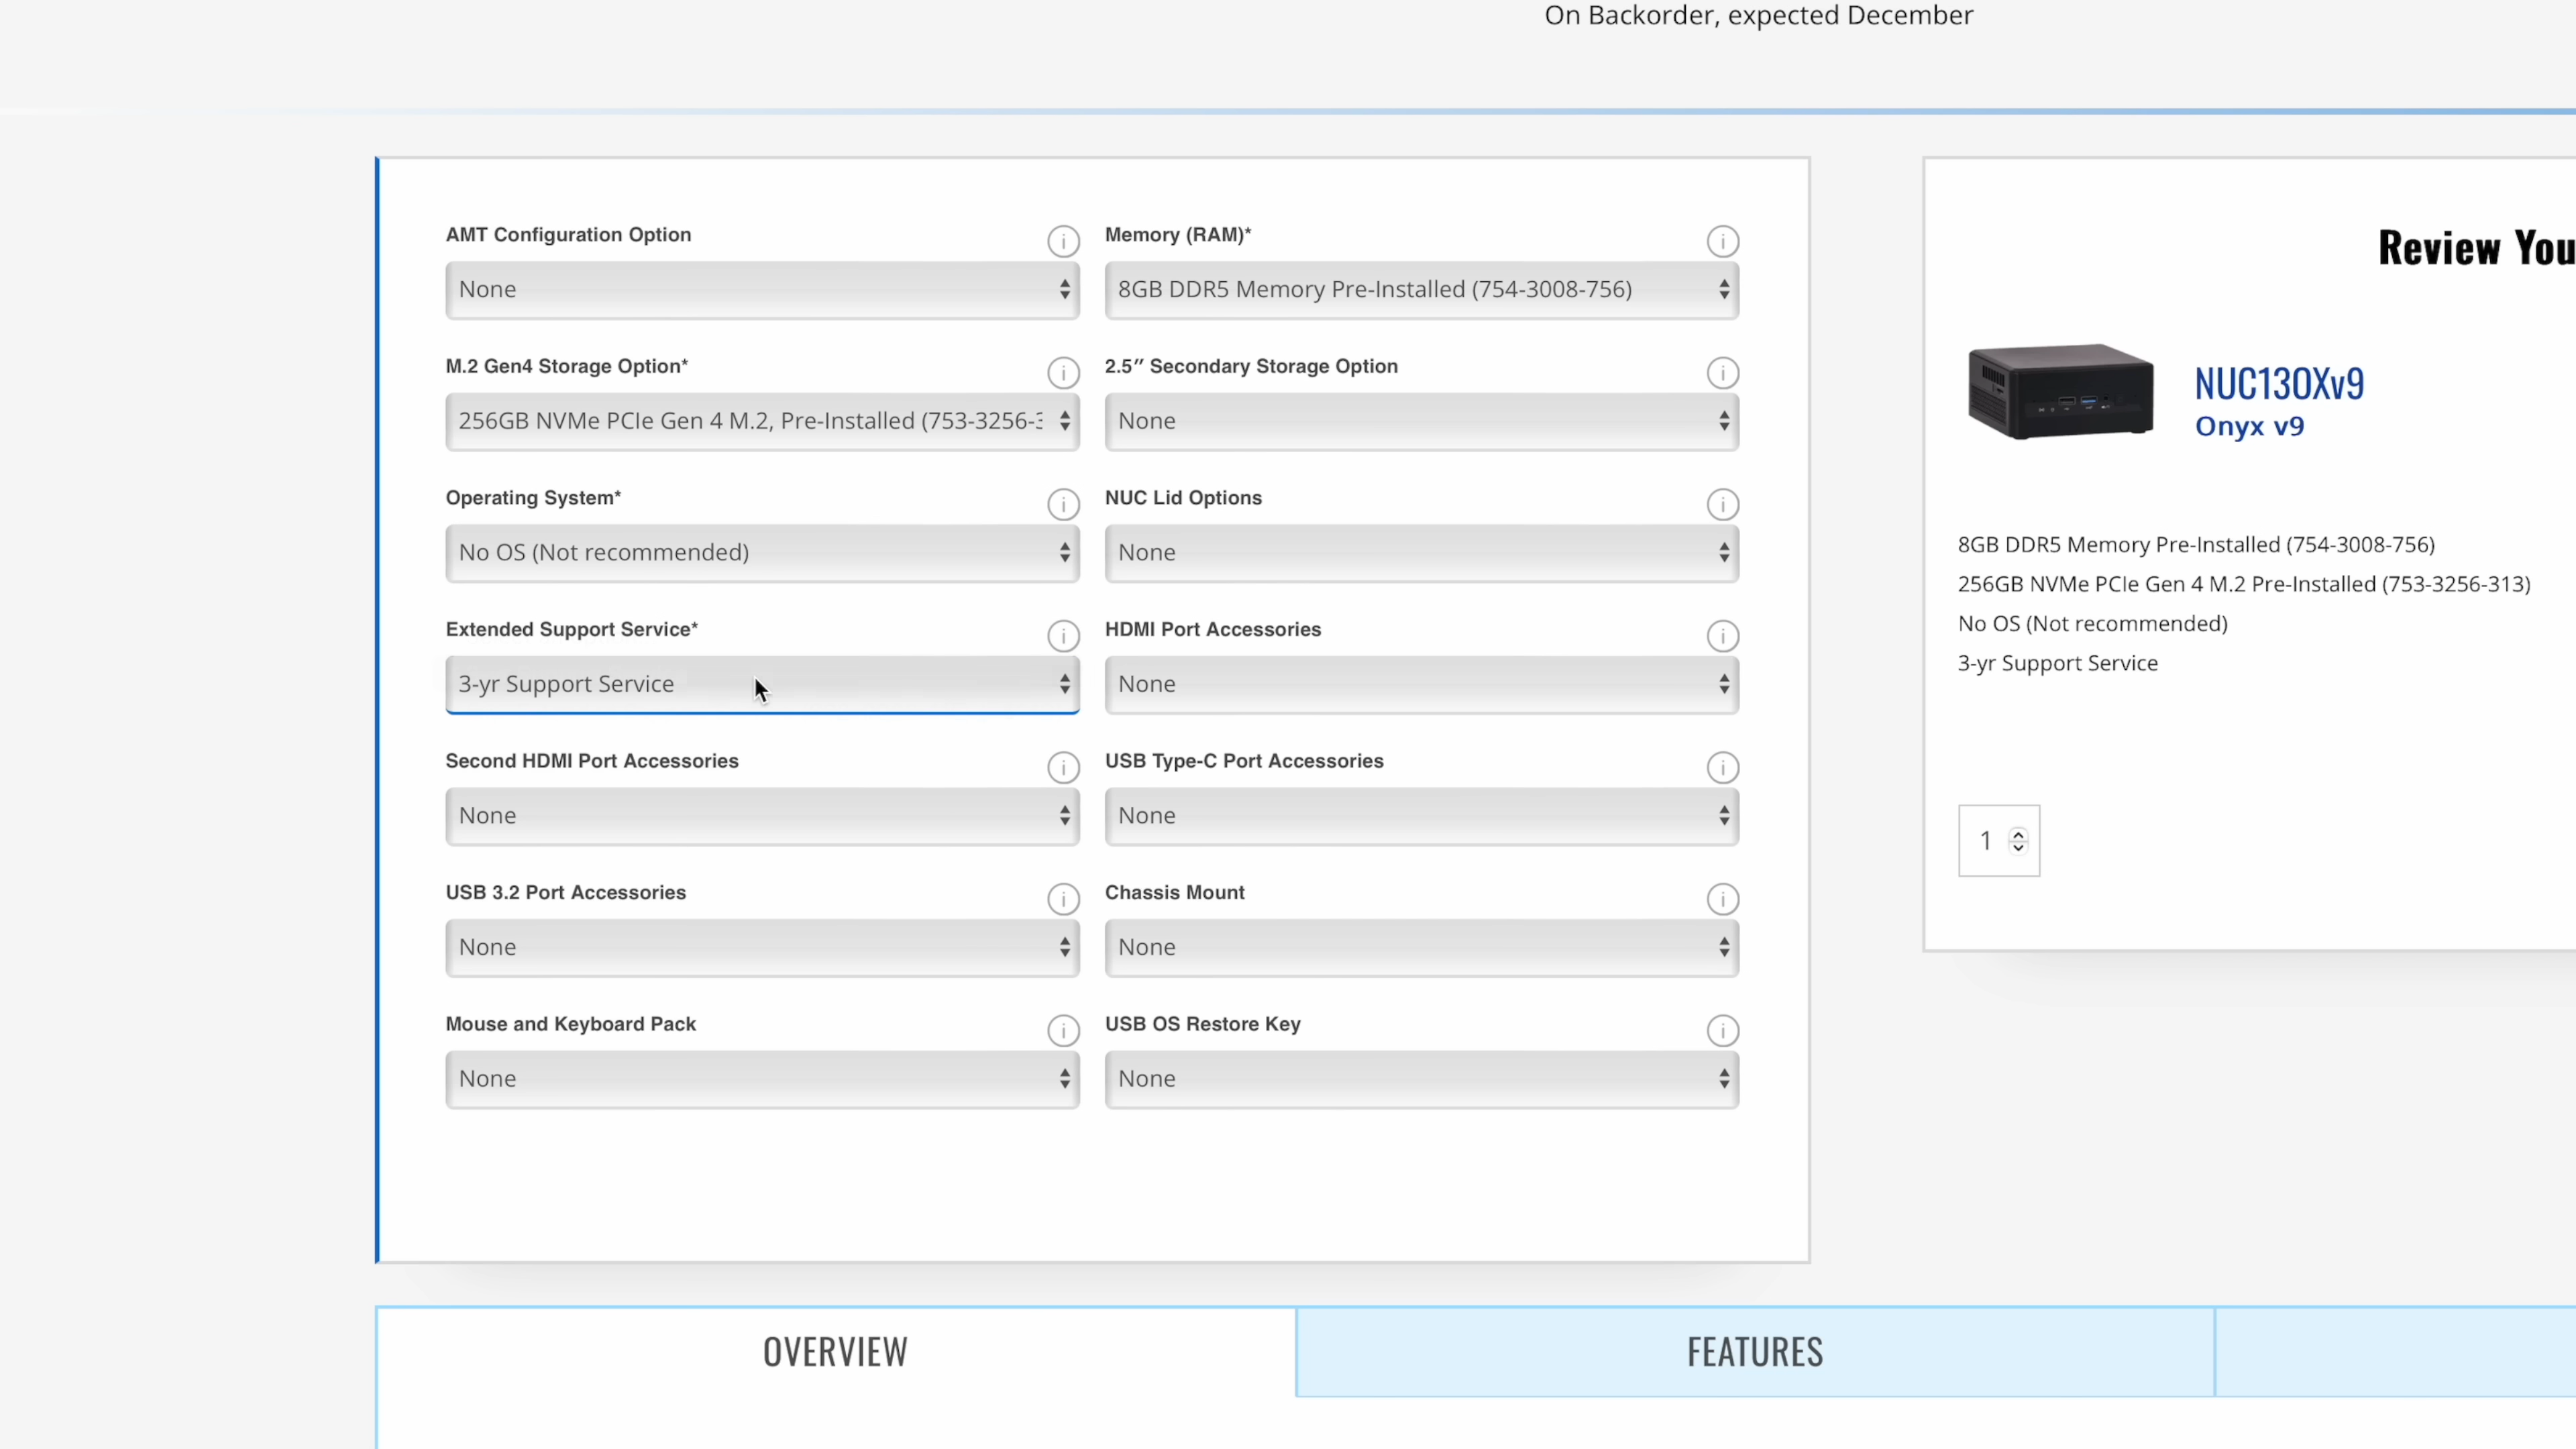 On Backorder, expected December
AMT Configuration Option
None
Memory (RAM)*
8GB DDR5 Memory Pre-Installed (754-3008-756)
M.2 Gen4 Storage Option*
256GB NVMe PCIe Gen 4 M.2, Pre-Installed (753-3256-3
2.5″ Secondary Storage Option
None
Operating System*
No OS (Not recommended)
NUC Lid Options
None
Extended Support Service*
3-yr Support Service
HDMI Port Accessories
None
Second HDMI Port Accessories
None
USB Type-C Port Accessories
None
USB 3.2 Port Accessories
None
Chassis Mount
None
Mouse and Keyboard Pack
None
USB OS Restore Key
None
Review You
NUC13OXv9
Onyx v9
8GB DDR5 Memory Pre-Installed (754-3008-756)
256GB NVMe PCIe Gen 4 M.2 Pre-Installed (753-3256-313)
No OS (Not recommended)
3-yr Support Service
1
OVERVIEW
FEATURES